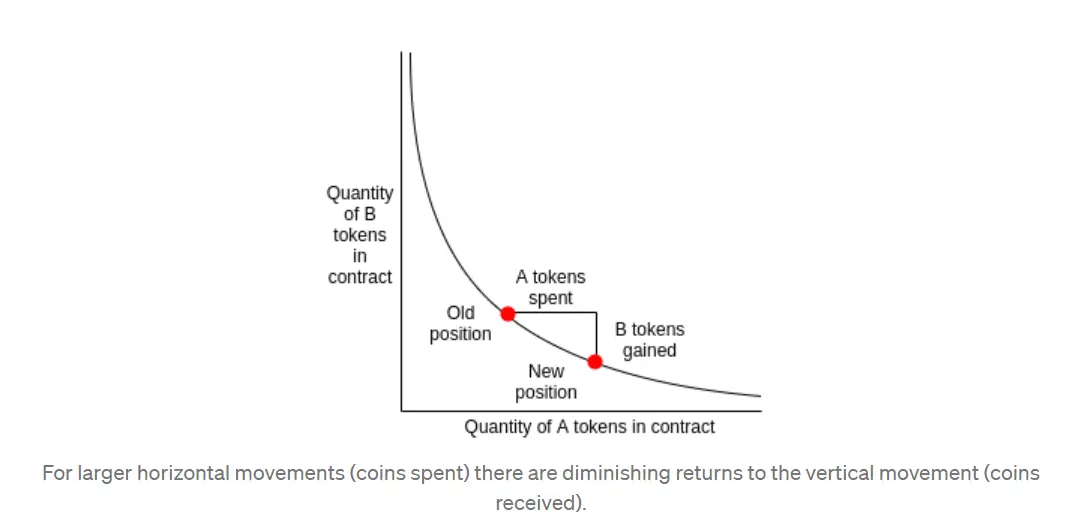 Quantity
of B
tokens
in
contract
A tokens
spent
Old
position
B tokens
gained
New
position
Quantity of A tokens in contract
For larger horizontal movements (coins spent) there are diminishing returns to the vertical movement (coins
received).